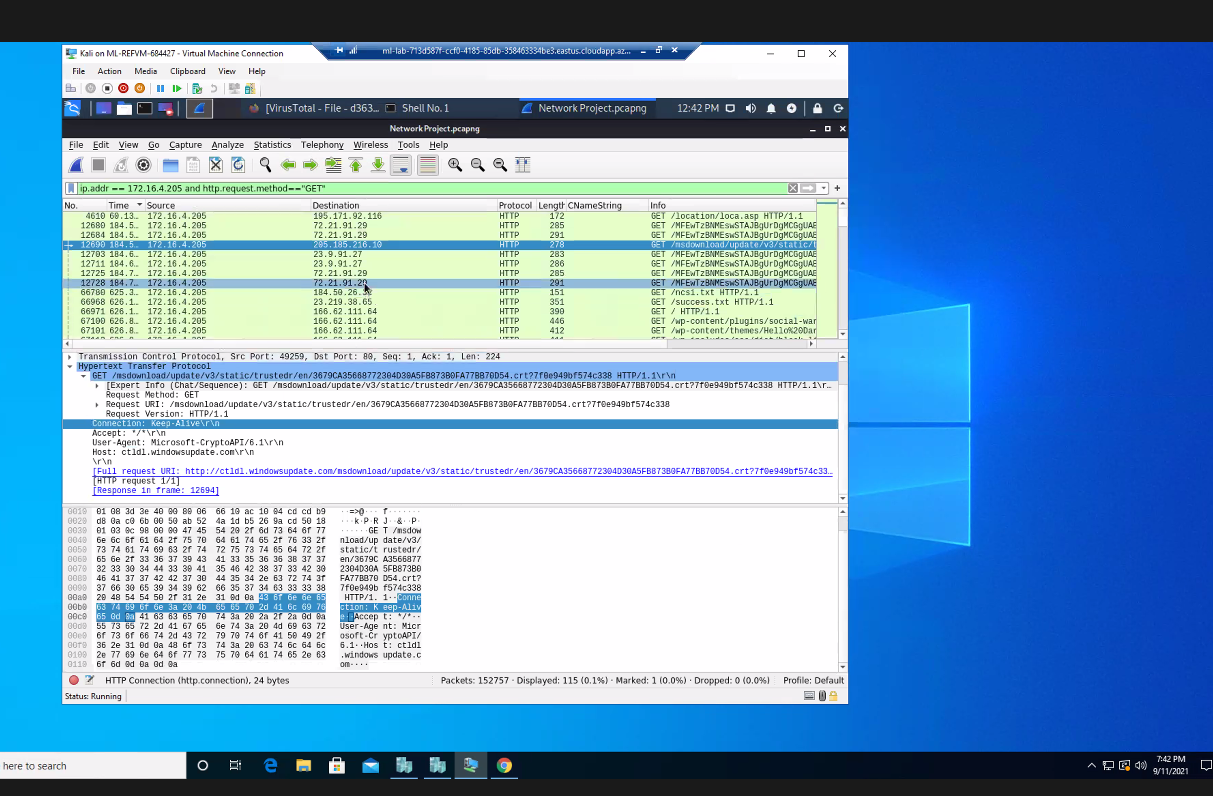 Kali on ML-REFVM-684427 - Virtual Machine Connection
ml-lab-713d587f-ccf0-4185-85db-358463334be3.eastus.cloudapp.az...
File Action Media Clipboard View Help
[VirusTotal - File - d363... Shell No. 1 Network Project.pcapng 12:42 PM
Network Project.pcapng
File Edit View Go Capture Analyze Statistics Telephony Wireless Tools Help
ip.addr == 172.16.4.205 and http.request.method=="GET"
No. Time Source Destination Protocol Length CNameString Info
4610 60.13… 172.16.4.205 195.171.92.116 HTTP 172 GET /location/loca.asp HTTP/1.1
12680 184.5… 172.16.4.205 72.21.91.29 HTTP 285 GET /MFEwTzBNMEswSTAJBgUrDgMCGgUAB
12684 184.5… 172.16.4.205 72.21.91.29 HTTP 291 GET /MFEwTzBNMEswSTAJBgUrDgMCGgUAB
12690 184.5… 172.16.4.205 205.185.216.10 HTTP 278 GET /msdownload/update/v3/static/t
12703 184.6… 172.16.4.205 23.9.91.27 HTTP 283 GET /MFEwTzBNMEswSTAJBgUrDgMCGgUAB
12711 184.6… 172.16.4.205 23.9.91.27 HTTP 286 GET /MFEwTzBNMEswSTAJBgUrDgMCGgUAB
12725 184.7… 172.16.4.205 72.21.91.29 HTTP 285 GET /MFEwTzBNMEswSTAJBgUrDgMCGgUAB
12728 184.7… 172.16.4.205 72.21.91.29 HTTP 291 GET /MFEwTzBNMEswSTAJBgUrDgMCGgUAB
66780 625.3… 172.16.4.205 HTTP 151 GET /ncsi.txt HTTP/1.1
66968 626.1… 172.16.4.205 23.219.38.65 HTTP 351 GET /success.txt HTTP/1.1
66971 626.1… 172.16.4.205 166.62.111.64 HTTP 390 GET / HTTP/1.1
67100 626.8… 172.16.4.205 166.62.111.64 HTTP 446 GET /wp-content/plugins/social-war
67101 626.8… 172.16.4.205 166.62.111.64 HTTP 412 GET /wp-content/themes/Hello%20Dar
Transmission Control Protocol, Src Port: 49259, Dst Port: 80, Seq: 1, Ack: 1, Len: 224
Hypertext Transfer Protocol
GET /msdownload/update/v3/static/trustedr/en/3679CA35668772304D30A5FB873B0FA77BB70D54.crt?7f0e949bf574c338 HTTP/1.1\r\n
[Expert Info (Chat/Sequence): GET /msdownload/update/v3/static/trustedr/en/3679CA35668772304D30A5FB873B0FA77BB70D54.crt?7f0e949bf574c338 HTTP/1.1\r…
Request Method: GET
Request URI: /msdownload/update/v3/static/trustedr/en/3679CA35668772304D30A5FB873B0FA77BB70D54.crt?7f0e949bf574c338
Request Version: HTTP/1.1
Connection: Keep-Alive\r\n
Accept: */*\r\n
User-Agent: Microsoft-CryptoAPI/6.1\r\n
Host: ctldl.windowsupdate.com\r\n
\r\n
[Full request URI: http://ctldl.windowsupdate.com/msdownload/update/v3/static/trustedr/en/3679CA35668772304D30A5FB873B0FA77BB70D54.crt?7f0e949bf574c33…
[HTTP request 1/1]
[Response in frame: 12694]
0010 01 08 3d 3e 40 00 80 06 66 10 ac 10 04 cd cd b9 ··=>@··· f·······
0020 d8 0a c0 6b 00 50 ab 52 4a 1d b5 26 9a cd 50 18 ···k·P·R J··&··P·
0030 01 03 0c 98 00 00 47 45 54 20 2f 6d 73 64 6f 77 ······GE T /msdow
0040 6e 6c 6f 61 64 2f 75 70 64 61 74 65 2f 76 33 2f nload/up date/v3/
0050 73 74 61 74 69 63 2f 74 72 75 73 74 65 64 72 2f static/t rustedr/
0060 65 6e 2f 33 36 37 39 43 41 33 35 36 36 38 37 37 en/3679C A3566877
0070 32 33 30 34 44 33 30 41 35 46 42 38 37 33 42 30 2304D30A 5FB873B0
0080 46 41 37 37 42 42 37 30 44 35 34 2e 63 72 74 3f FA77BB70 D54.crt?
0090 37 66 30 65 39 34 39 62 66 35 37 34 63 33 33 38 7f0e949b f574c338
00a0 20 48 54 54 50 2f 31 2e 31 0d 0a 43 6f 6e 6e 65 HTTP/1. 1··Conne
00b0 63 74 69 6f 6e 3a 20 4b 65 65 70 2d 41 6c 69 76 ction: K eep-Aliv
00c0 65 0d 0a 41 63 63 65 70 74 3a 20 2a 2f 2a 0d 0a e··Accep t: */*··
00d0 55 73 65 72 2d 41 67 65 6e 74 3a 20 4d 69 63 72 User-Age nt: Micr
00e0 6f 73 6f 66 74 2d 43 72 79 70 74 6f 41 50 49 2f osoft-Cr yptoAPI/
00f0 36 2e 31 0d 0a 48 6f 73 74 3a 20 63 74 6c 64 6c 6.1··Hos t: ctldl
0100 2e 77 69 6e 64 6f 77 73 75 70 64 61 74 65 2e 63 .windows update.c
0110 6f 6d 0d 0a 0d 0a om····
HTTP Connection (http.connection), 24 bytes Packets: 152757 · Displayed: 115 (0.1%) · Marked: 1 (0.0%) · Dropped: 0 (0.0%) Profile: Default
Status: Running
here to search
7:42 PM
9/11/2021